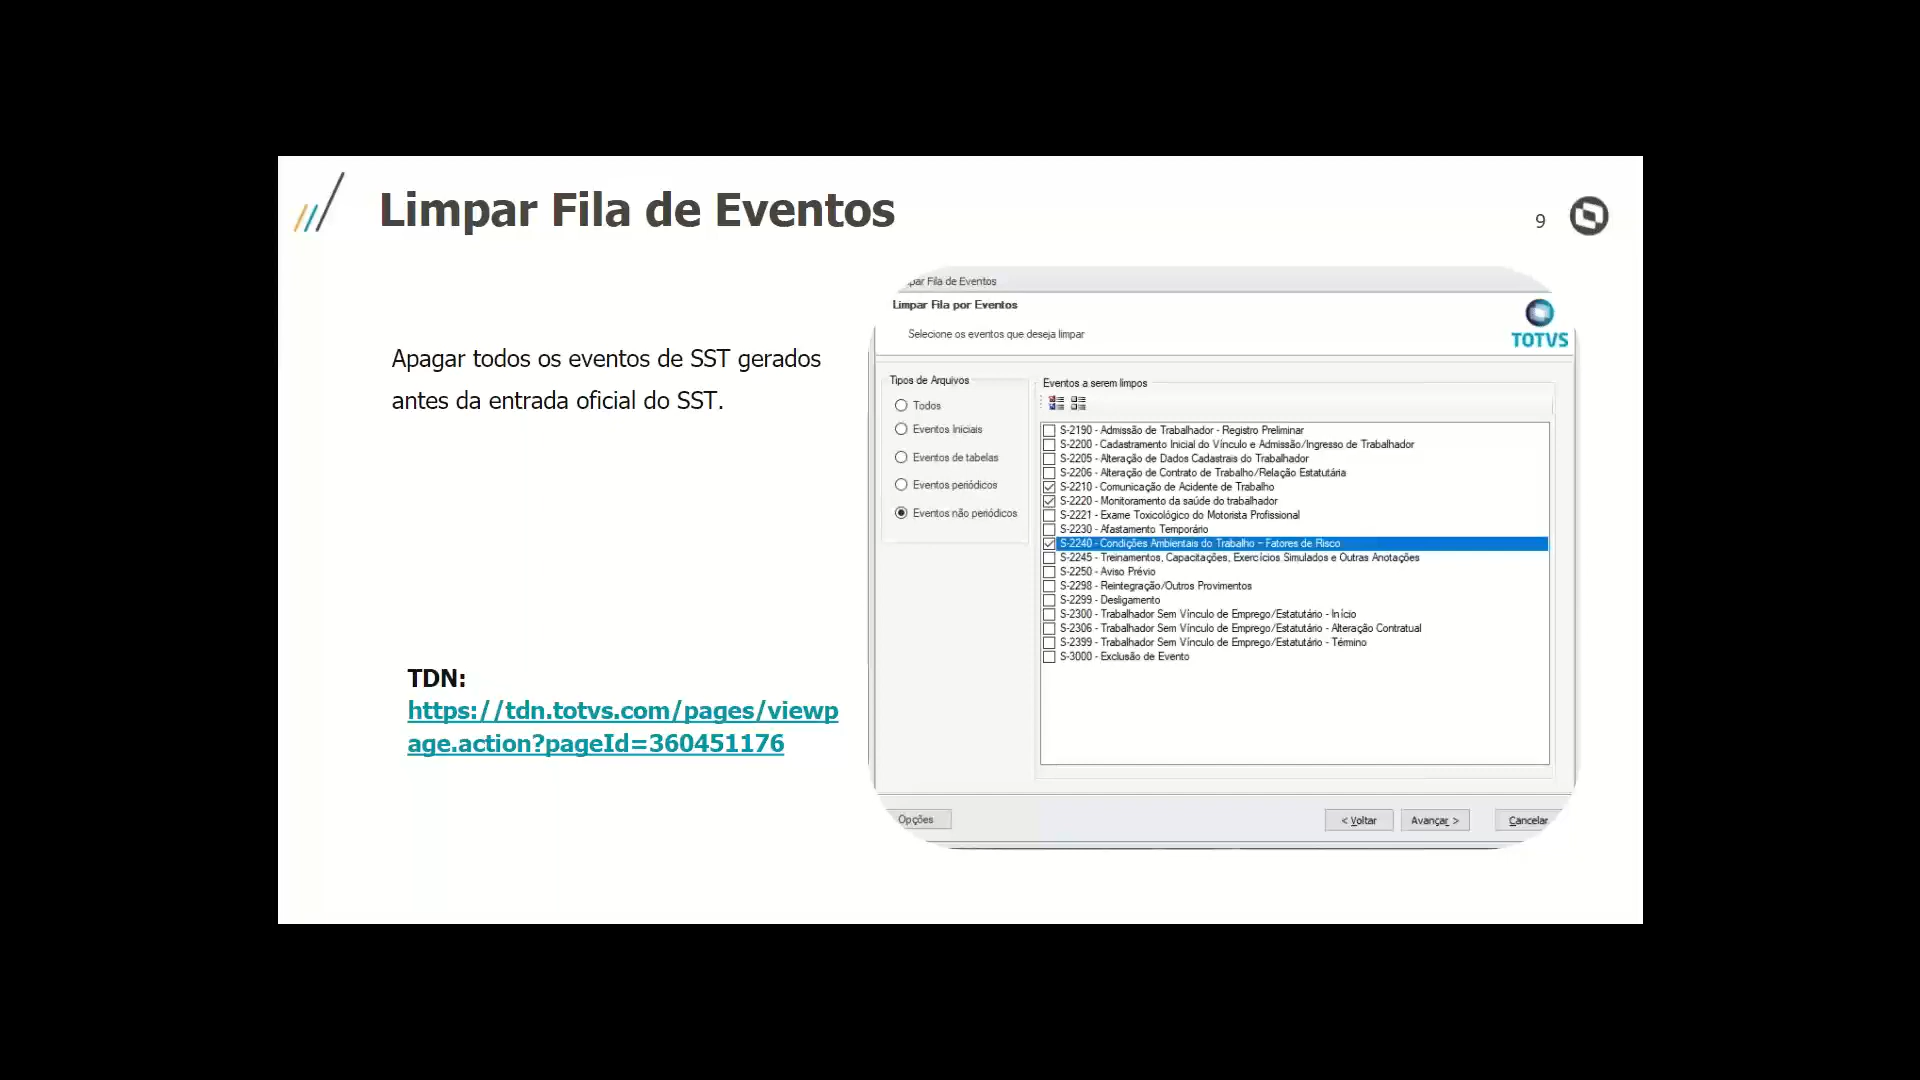 Limpar Fila de Eventos
9
Apagar todos os eventos de SST gerados
antes da entrada oficial do SST.
TDN:
https://tdn.totvs.com/pages/viewp
age.action?pageId=360451176
par Fila de Eventos
Limpar Fila por Eventos
Selecione os eventos que deseja limpar
TOTVS
Tipos de Arquivos
Todos
Eventos Iniciais
Eventos de tabelas
Eventos periódicos
Eventos não periódicos
Eventos a serem limpos
S-2190 - Admissão de Trabalhador - Registro Preliminar
S-2200 - Cadastramento Inicial do Vínculo e Admissão/Ingresso de Trabalhador
S-2205 - Alteração de Dados Cadastrais do Trabalhador
S-2206 - Alteração de Contrato de Trabalho/Relação Estatutária
S-2210 - Comunicação de Acidente de Trabalho
S-2220 - Monitoramento da saúde do trabalhador
S-2221 - Exame Toxicológico do Motorista Profissional
S-2230 - Afastamento Temporário
S-2240 - Condições Ambientais do Trabalho – Fatores de Risco
S-2245 - Treinamentos, Capacitações, Exercícios Simulados e Outras Anotações
S-2250 - Aviso Prévio
S-2298 - Reintegração/Outros Provimentos
S-2299 - Desligamento
S-2300 - Trabalhador Sem Vínculo de Emprego/Estatutário - Início
S-2306 - Trabalhador Sem Vínculo de Emprego/Estatutário - Alteração Contratual
S-2399 - Trabalhador Sem Vínculo de Emprego/Estatutário - Término
S-3000 - Exclusão de Evento
Opções
< Voltar
Avançar >
Cancelar